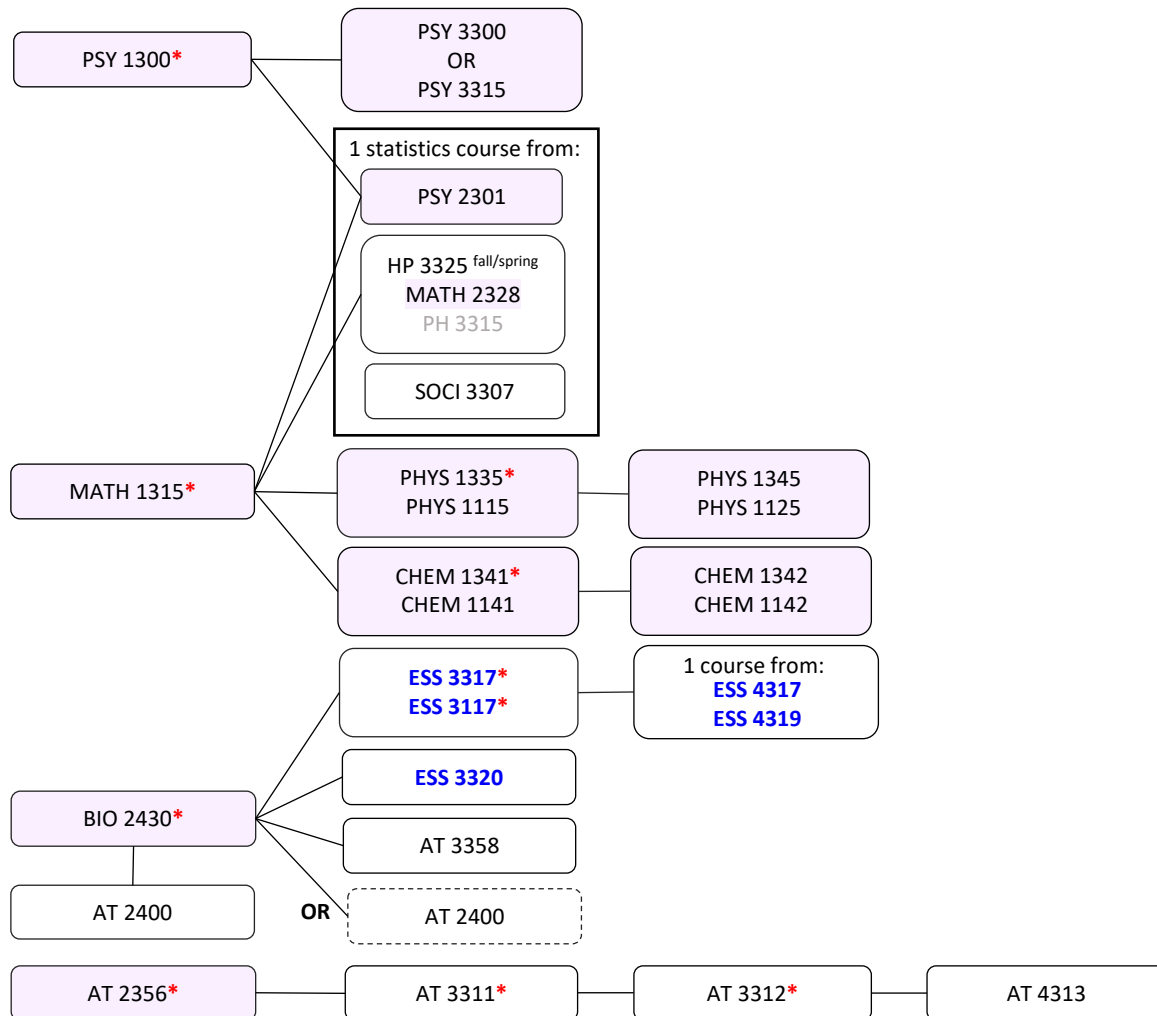 PSY 1300*
PSY 3300
OR
PSY 3315
1 statistics course from:
PSY 2301
HP 3325 fall/spring
MATH 2328
PH 3315
SOCI 3307
MATH 1315*
PHYS 1335*
PHYS 1115
PHYS 1345
PHYS 1125
CHEM 1341*
CHEM 1141
CHEM 1342
CHEM 1142
ESS 3317*
ESS 3117*
1 course from:
ESS 4317
ESS 4319
ESS 3320
BIO 2430*
AT 3358
AT 2400
OR
AT 2400
AT 2356*
AT 3311*
AT 3312*
AT 4313